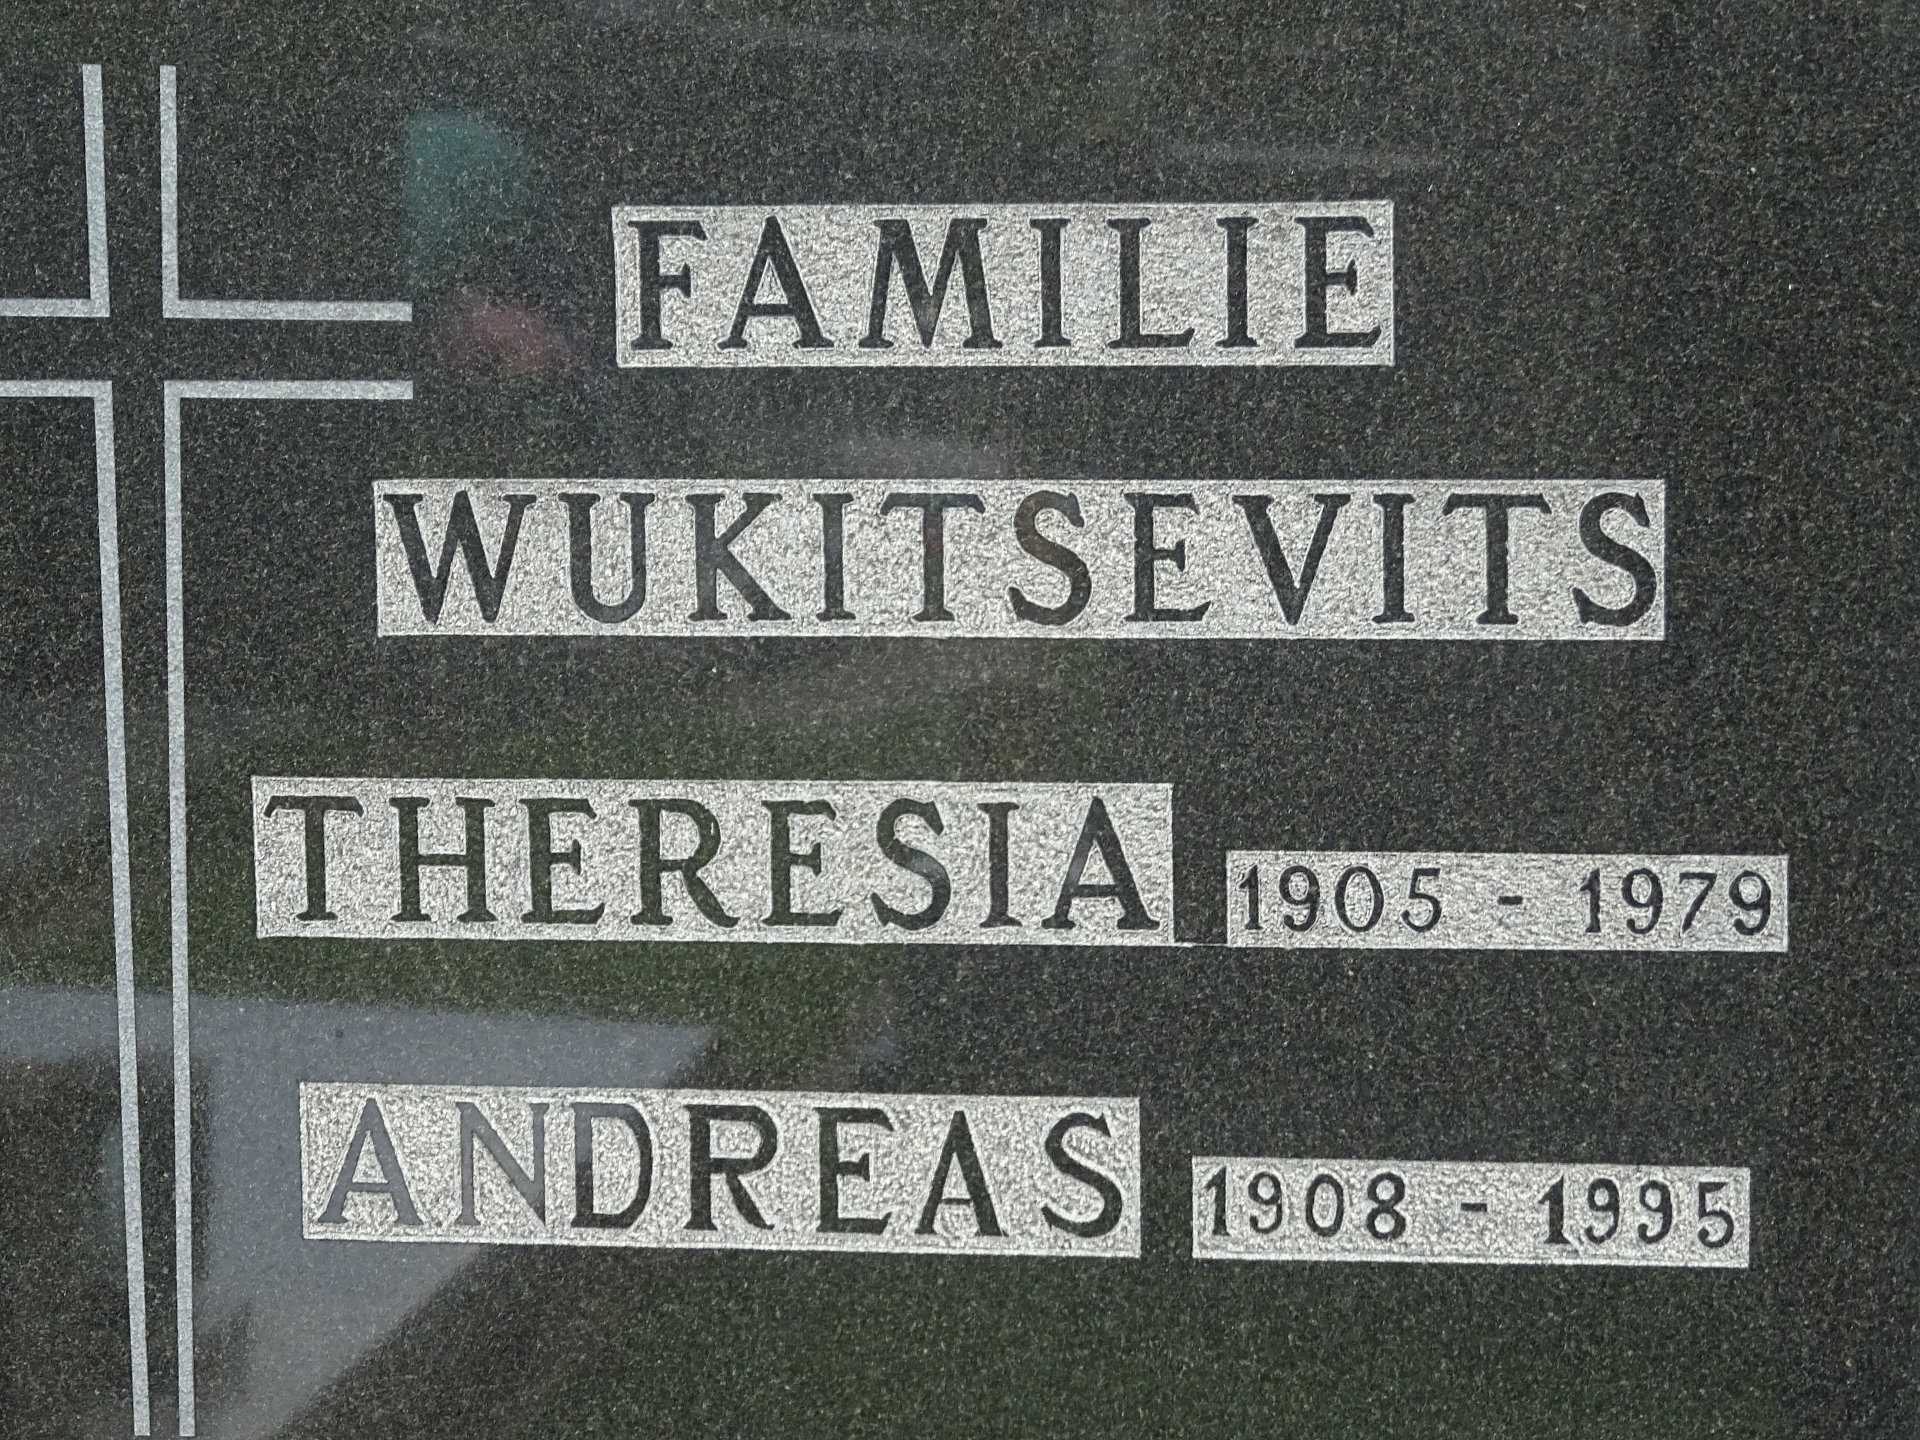 FAMILIE
WUKITSEVITS
THERESIA 1905 - 1979
ANDREAS 1908 - 1995